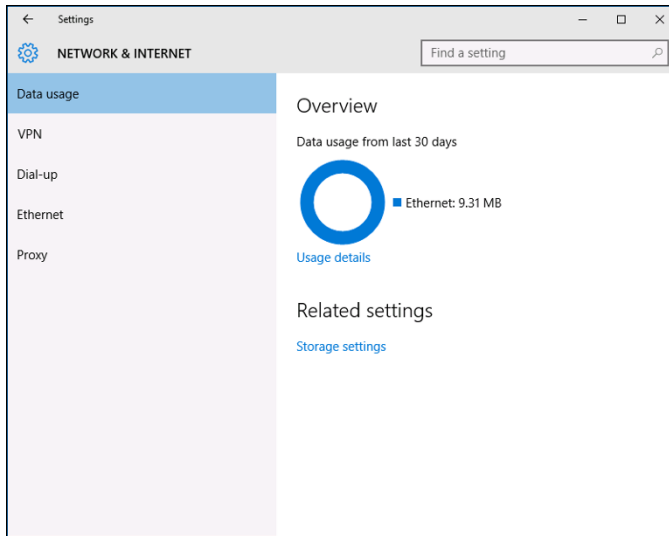 Settings
NETWORK & INTERNET
Find a setting
Data usage
VPN
Dial-up
Ethernet
Proxy
Overview
Data usage from last 30 days
Ethernet: 9.31 MB
Usage details
Related settings
Storage settings